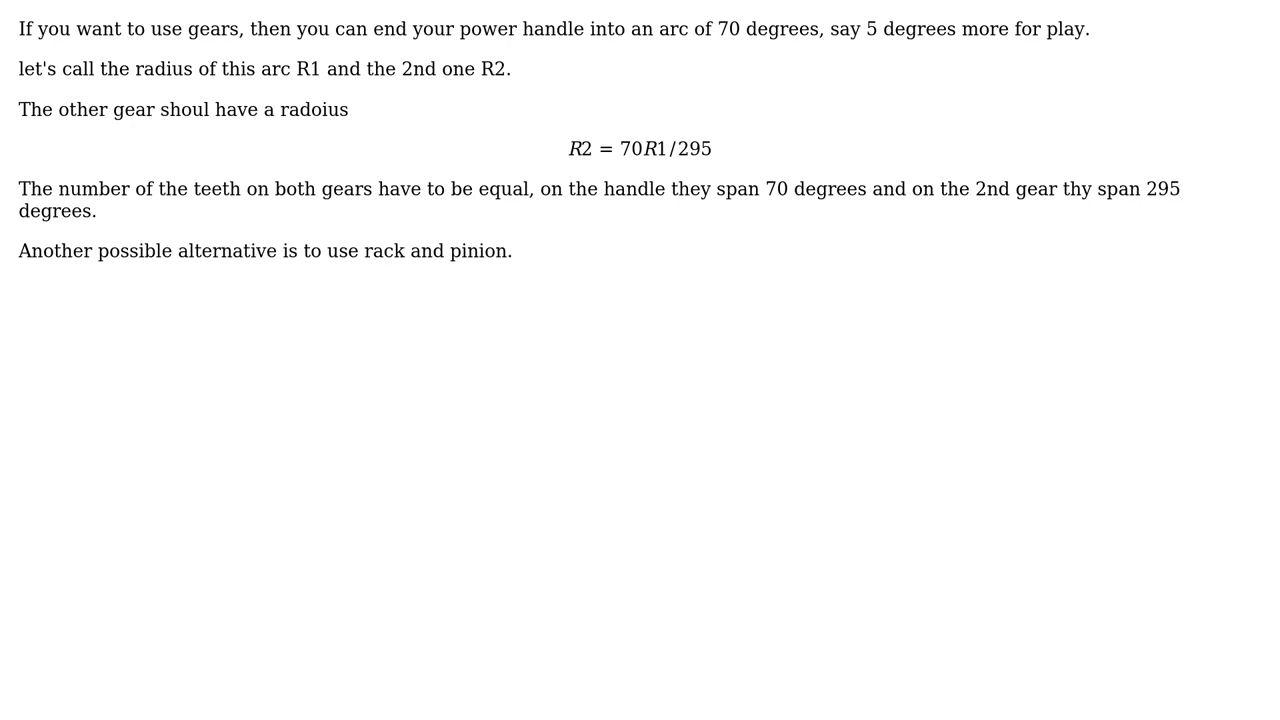 If you want to use gears, then you can end your power handle into an arc of 70 degrees, say 5 degrees more for play.
let's call the radius of this arc R1 and the 2nd one R2.
The other gear shoul have a radoius
R2 = 70R1/295
The number of the teeth on both gears have to be equal, on the handle they span 70 degrees and on the 2nd gear thy span 295
degrees.
Another possible alternative is to use rack and pinion.